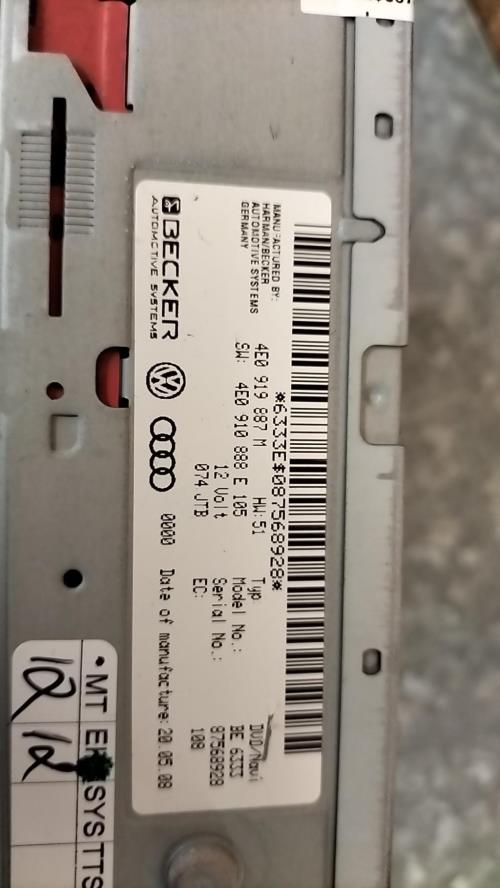 *6333E$087568928*
MANUFACTURED BY:
HARMAN/BECKER
AUTOMOTIVE SYSTEMS
GERMANY
4E0 919 887 M HW:51
SW: 4E0 910 888 E 105
12 Volt
074 JTB
Typ DVD/Navi
Model No.: BE 6333
Serial No.: 87568928
EC: 108
BECKER
AUTOMOTIVE SYSTEMS
0000 Date of manufacture: 20.05.08
• MT E SYS TTS
12 12